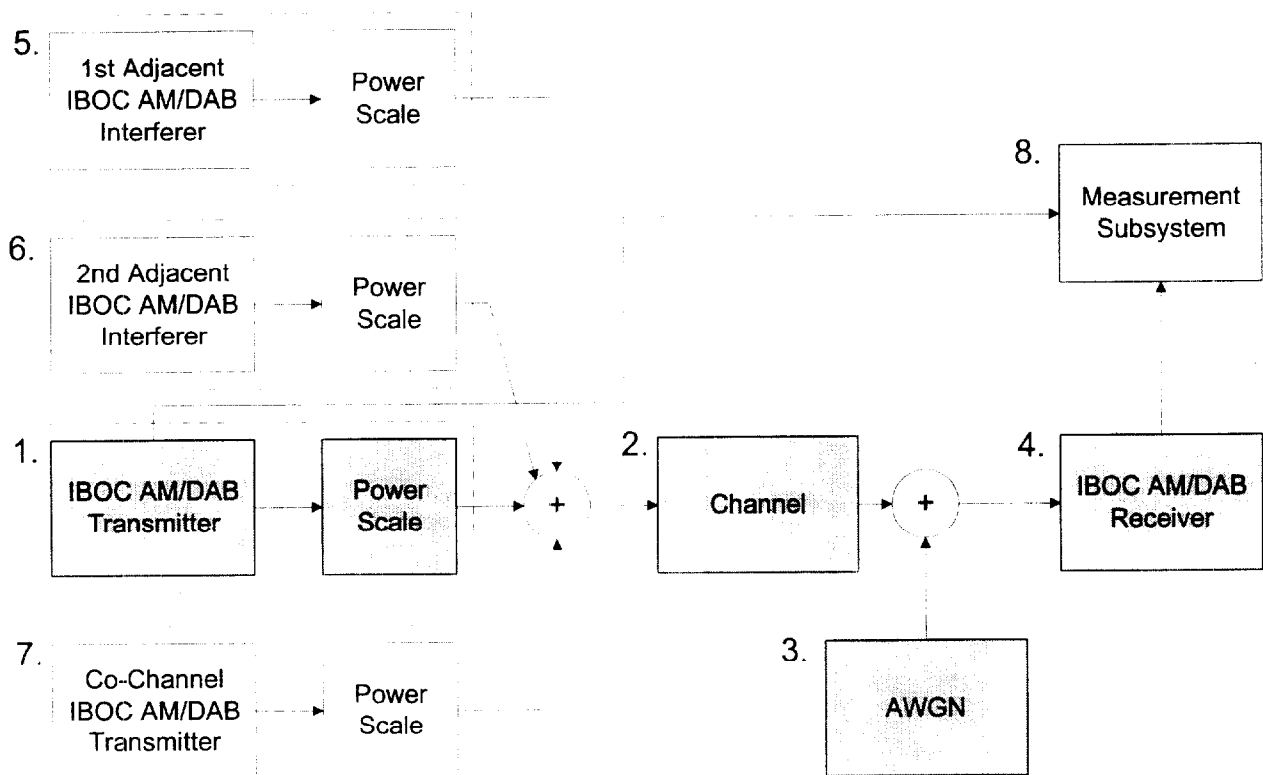 5.
1st Adjacent
IBOC AM/DAB
Interferer
Power
Scale
8.
Measurement
Subsystem
6.
2nd Adjacent
IBOC AM/DAB
Interferer
Power
Scale
1.
IBOC AM/DAB
Transmitter
Power
Scale
+
2.
Channel
+
4.
IBOC AM/DAB
Receiver
7.
Co-Channel
IBOC AM/DAB
Transmitter
Power
Scale
3.
AWGN